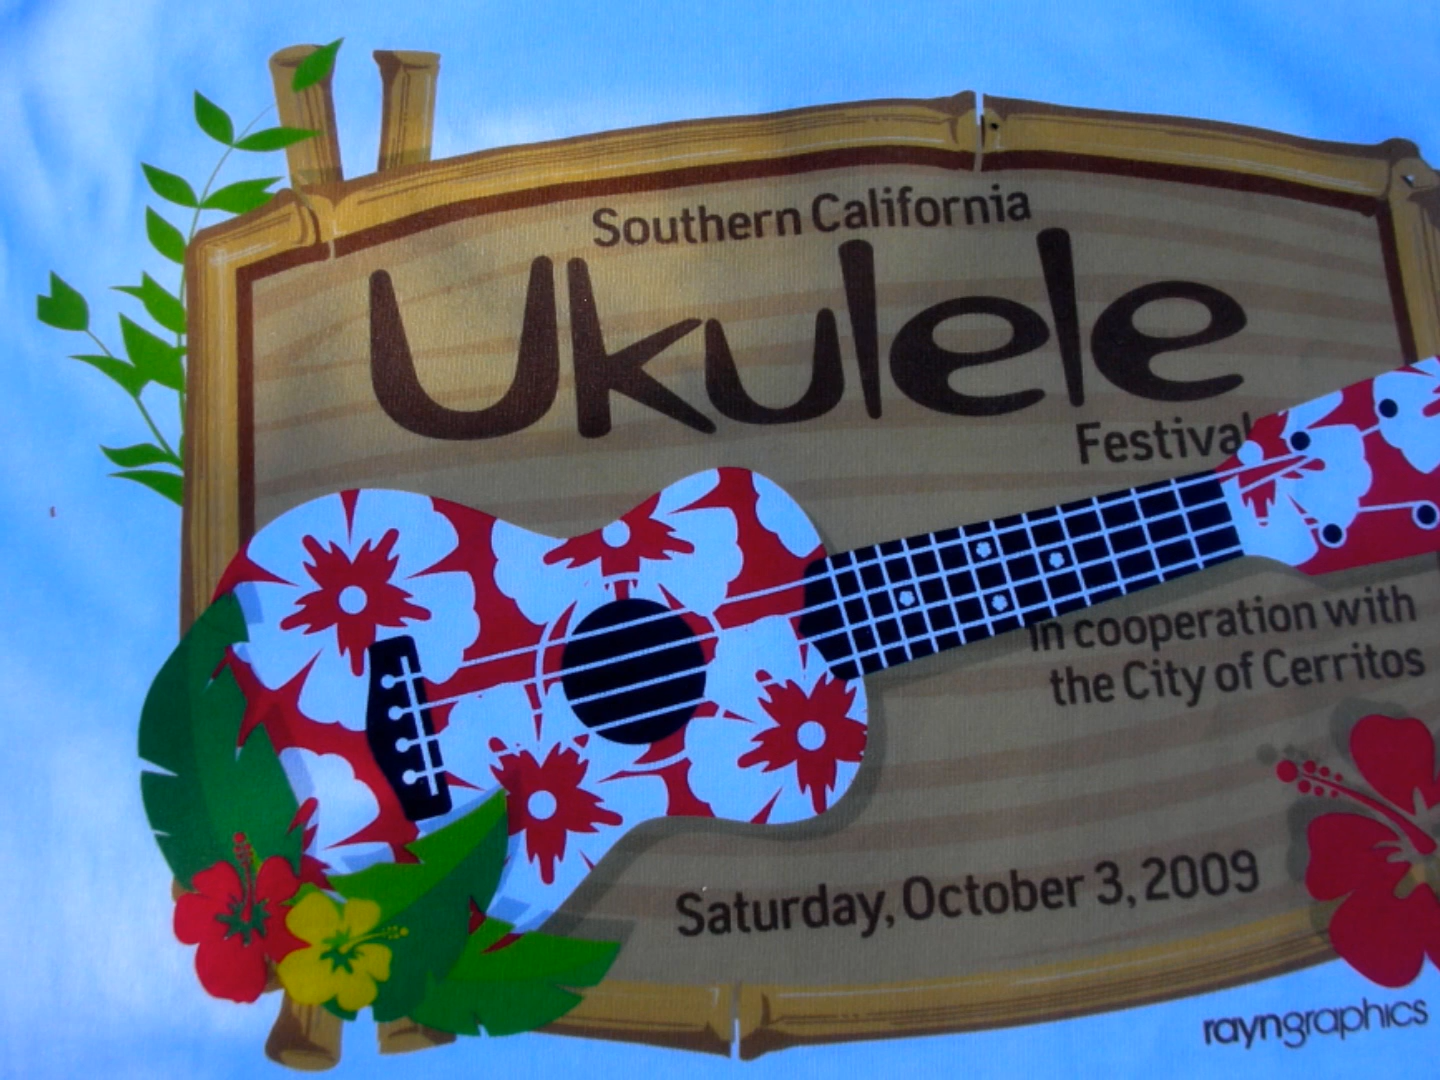 Southern California
Ukulele
Festival
in cooperation with
the City of Cerritos
Saturday, October 3, 2009
rayngraphics